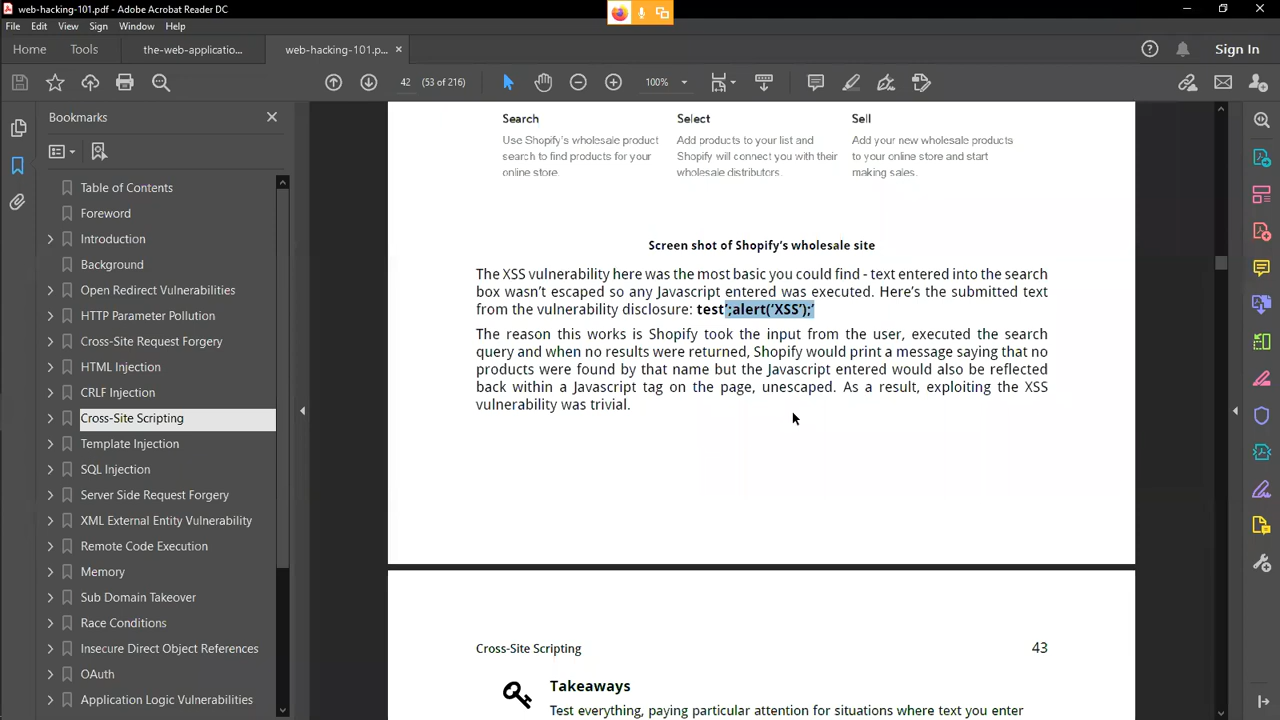 web-hacking-101.pdf - Adobe Acrobat Reader DC
File Edit View Sign Window Help
Home Tools the-web-applicatio... web-hacking-101.p... × Sign In
42 (53 of 216) 100%
Bookmarks
Table of Contents
Foreword
Introduction
Background
Open Redirect Vulnerabilities
HTTP Parameter Pollution
Cross-Site Request Forgery
HTML Injection
CRLF Injection
Cross-Site Scripting
Template Injection
SQL Injection
Server Side Request Forgery
XML External Entity Vulnerability
Remote Code Execution
Memory
Sub Domain Takeover
Race Conditions
Insecure Direct Object References
OAuth
Application Logic Vulnerabilities
Search
Use Shopify's wholesale product
search to find products for your
online store.
Select
Add products to your list and
Shopify will connect you with their
wholesale distributors.
Sell
Add your new wholesale products
to your online store and start
making sales.
Screen shot of Shopify’s wholesale site
The XSS vulnerability here was the most basic you could find - text entered into the search
box wasn’t escaped so any Javascript entered was executed. Here’s the submitted text
from the vulnerability disclosure: test’;alert(‘XSS’);’
The reason this works is Shopify took the input from the user, executed the search
query and when no results were returned, Shopify would print a message saying that no
products were found by that name but the Javascript entered would also be reflected
back within a Javascript tag on the page, unescaped. As a result, exploiting the XSS
vulnerability was trivial.
Cross-Site Scripting 43
Takeaways
Test everything, paying particular attention for situations where text you enter